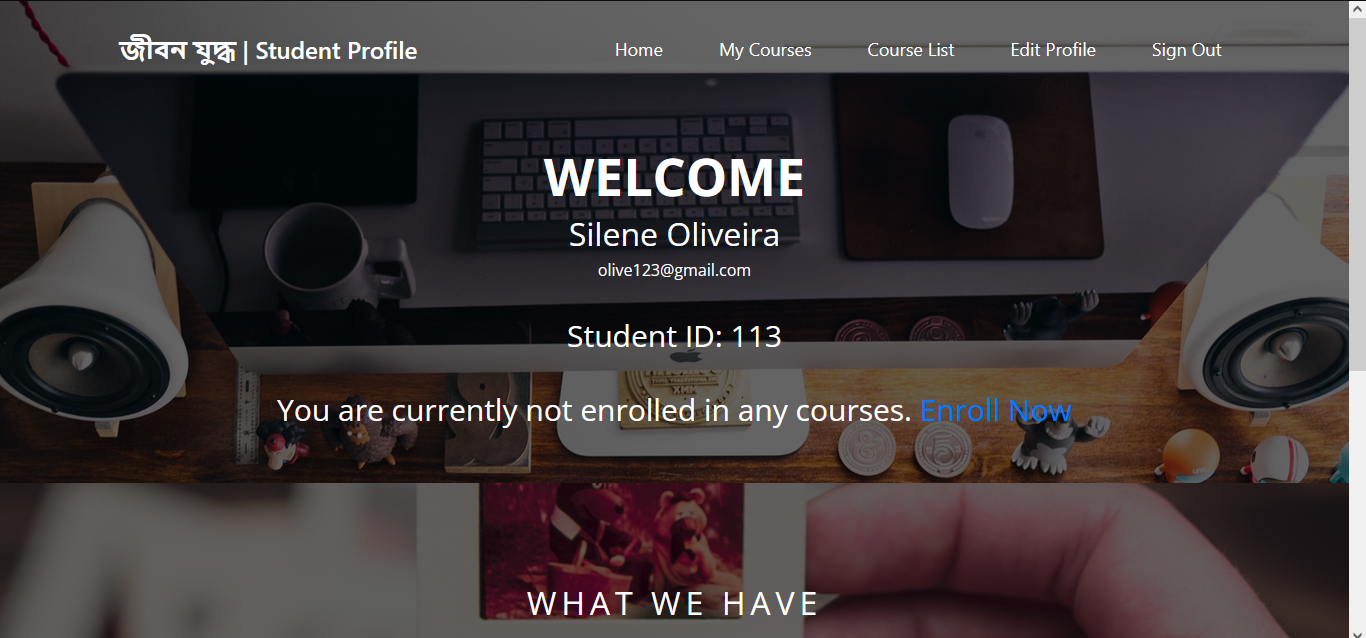 জীবন যুদ্ধ | Student Profile
Home
My Courses
Course List
Edit Profile
Sign Out
WELCOME
Silene Oliveira
olive123@gmail.com
Student ID: 113
You are currently not enrolled in any courses. Enroll Now
WHAT WE HAVE